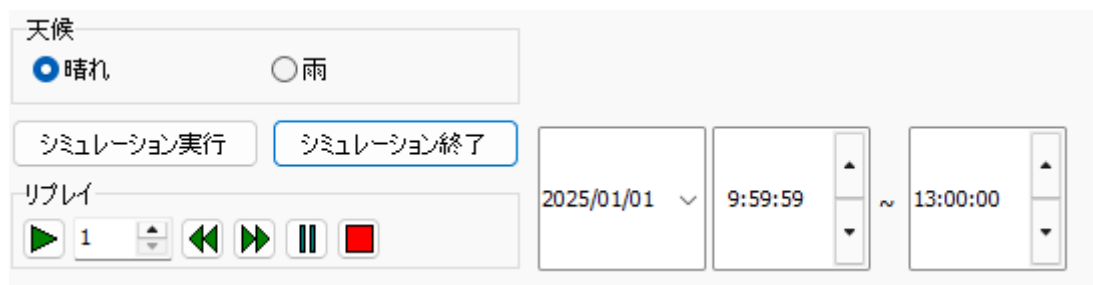 天候
晴れ 雨
シミュレーション実行 シミュレーション終了
リプレイ
1
2025/01/01 9:59:59 ~ 13:00:00